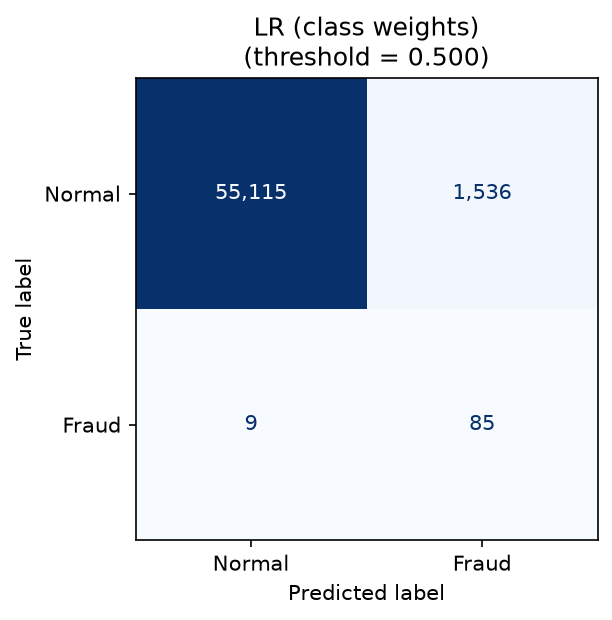 LR (class weights)
(threshold = 0.500)
Normal
55,115
1,536
True label
Fraud
9
85
Normal
Fraud
Predicted label